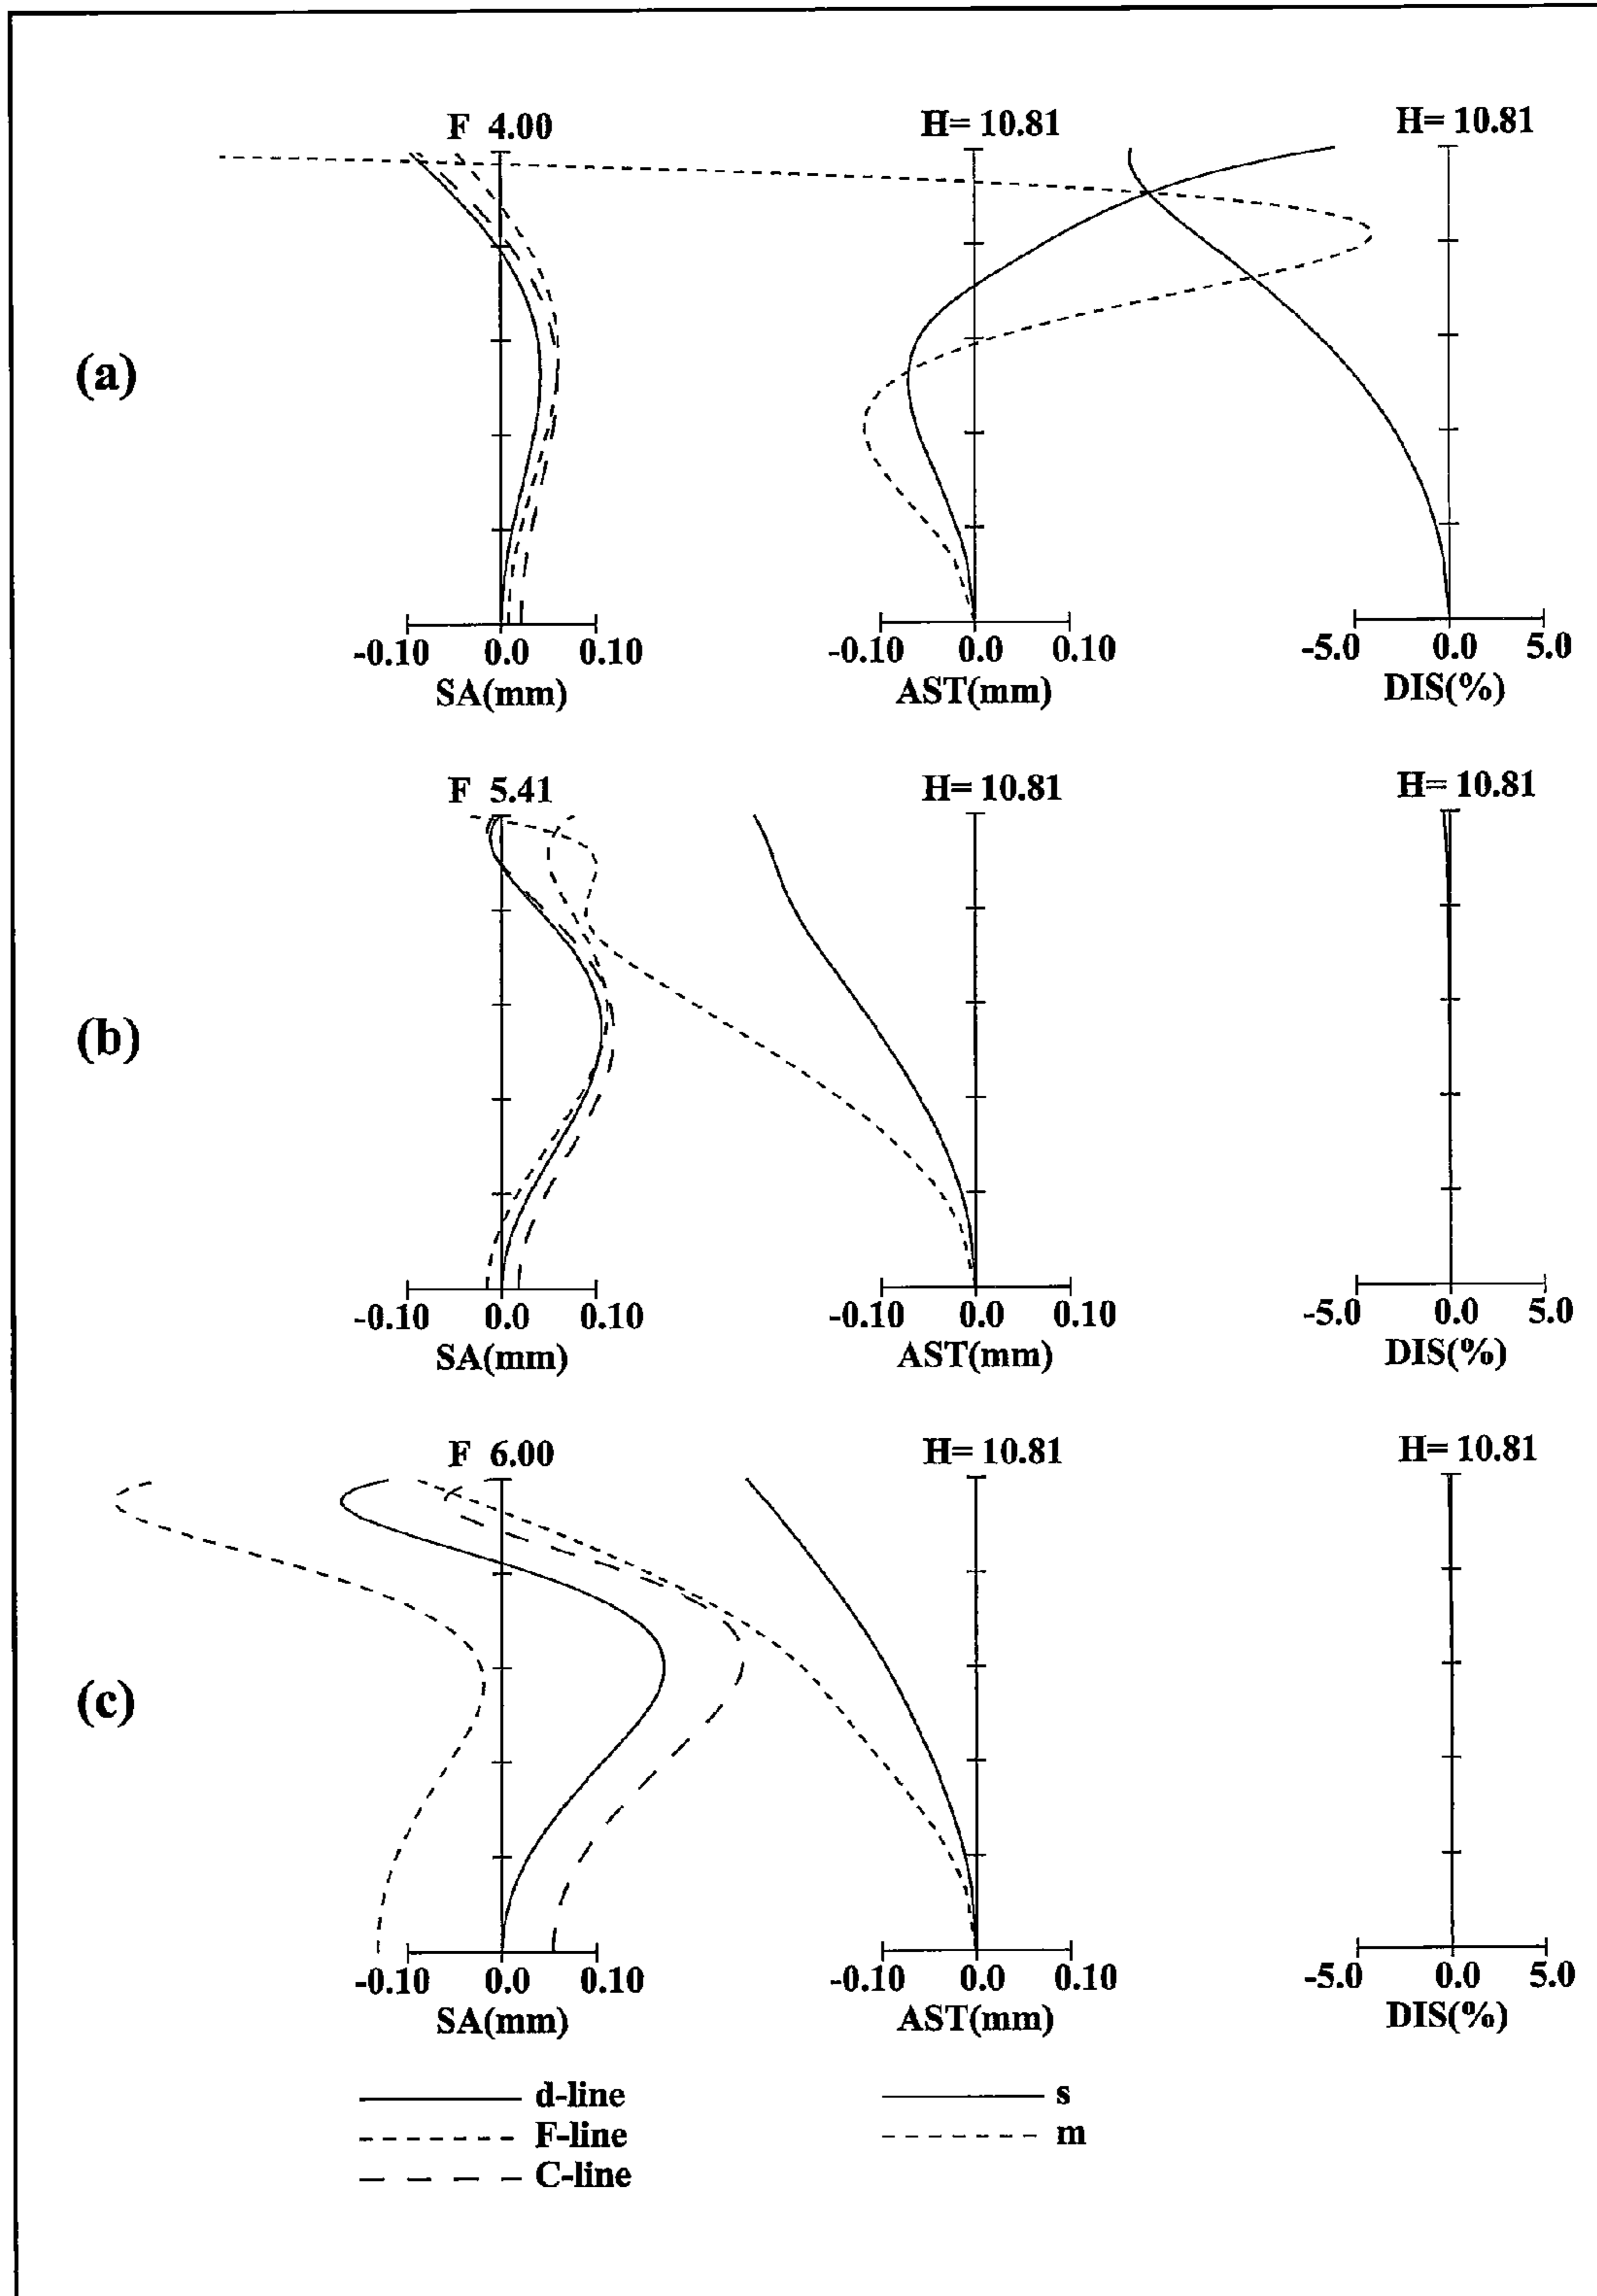 F 4.00 H= 10.81 H= 10.81
(a)
-0.10 0.0 0.10 -0.10 0.0 0.10 -5.0 0.0 5.0
SA(mm) AST(mm) DIS(%)
F 5.41 H= 10.81 H= 10.81
(b)
-0.10 0.0 0.10 -0.10 0.0 0.10 -5.0 0.0 5.0
SA(mm) AST(mm) DIS(%)
F 6.00 H= 10.81 H= 10.81
(c)
-0.10 0.0 0.10 -0.10 0.0 0.10 -5.0 0.0 5.0
SA(mm) AST(mm) DIS(%)
d-line s
F-line m
C-line